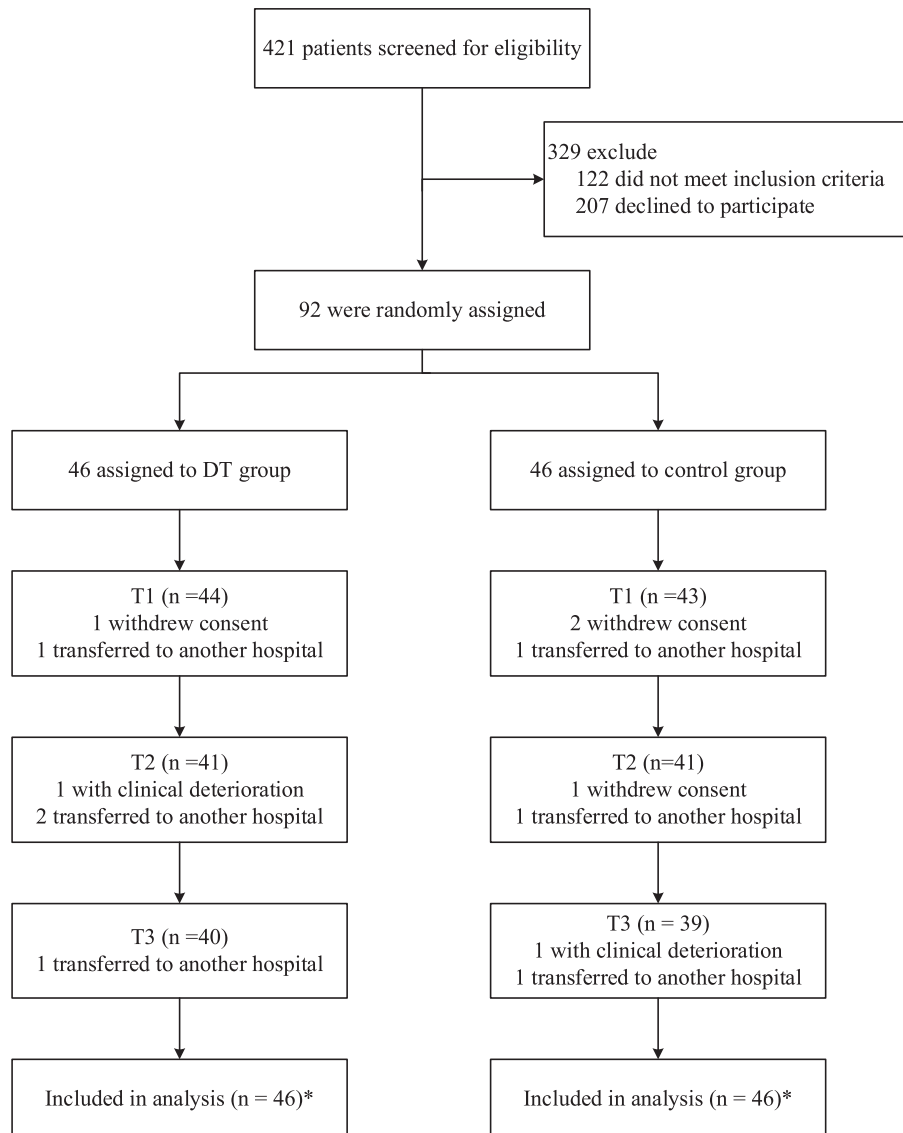 421 patients screened for eligibility
329 exclude
122 did not meet inclusion criteria
207 declined to participate
92 were randomly assigned
46 assigned to DT group
46 assigned to control group
T1 (n =44)
1 withdrew consent
1 transferred to another hospital
T1 (n =43)
2 withdrew consent
1 transferred to another hospital
T2 (n =41)
1 with clinical deterioration
2 transferred to another hospital
T2 (n=41)
1 withdrew consent
1 transferred to another hospital
T3 (n =40)
1 transferred to another hospital
T3 (n = 39)
1 with clinical deterioration
1 transferred to another hospital
Included in analysis (n = 46)*
Included in analysis (n = 46)*